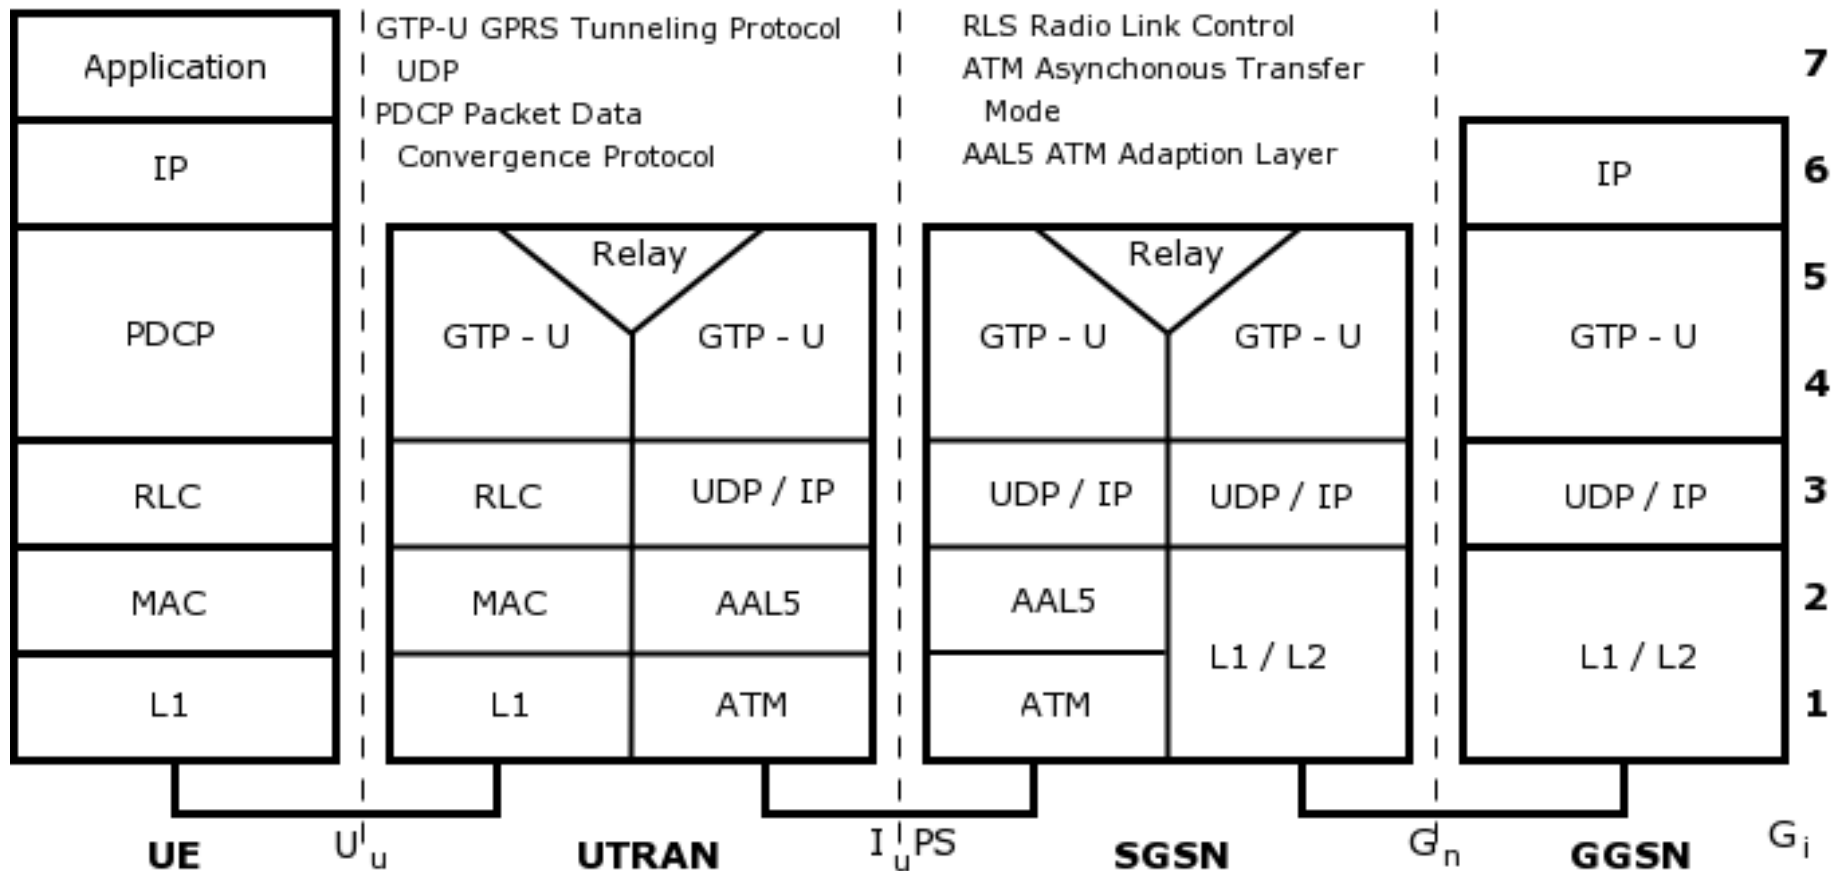 Application
IP
PDCP
RLC
MAC
L1
GTP-U GPRS Tunneling Protocol
UDP
PDCP Packet Data
Convergence Protocol
RLS Radio Link Control
ATM Asynchonous Transfer
Mode
AAL5 ATM Adaption Layer
Relay
GTP - U
GTP - U
RLC
UDP / IP
MAC
AAL5
L1
ATM
Relay
GTP - U
GTP - U
UDP / IP
UDP / IP
AAL5
L1 / L2
ATM
IP
GTP - U
UDP / IP
L1 / L2
7
6
5
4
3
2
1
UE
Uu
UTRAN
IuPS
SGSN
Gn
GGSN
Gi